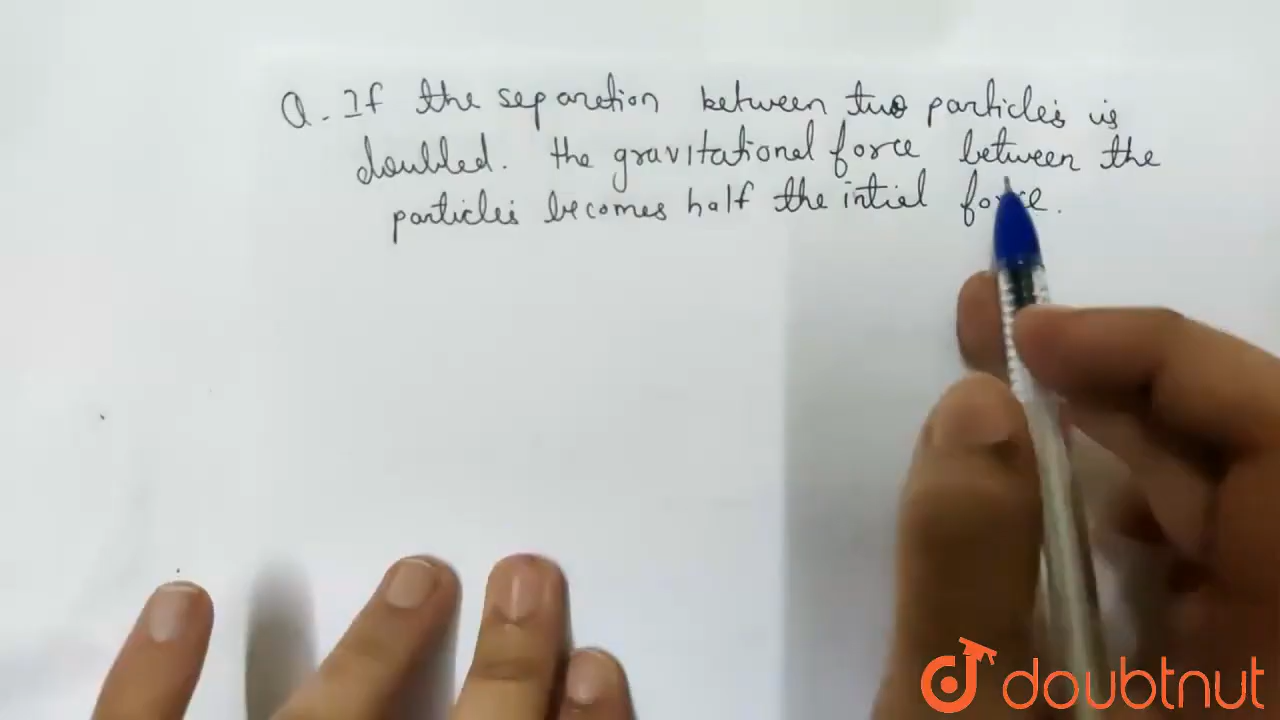 Q. If the separation between two particles is
doubled. the gravitational force between the
particles becomes half the intial force.
doubtnut